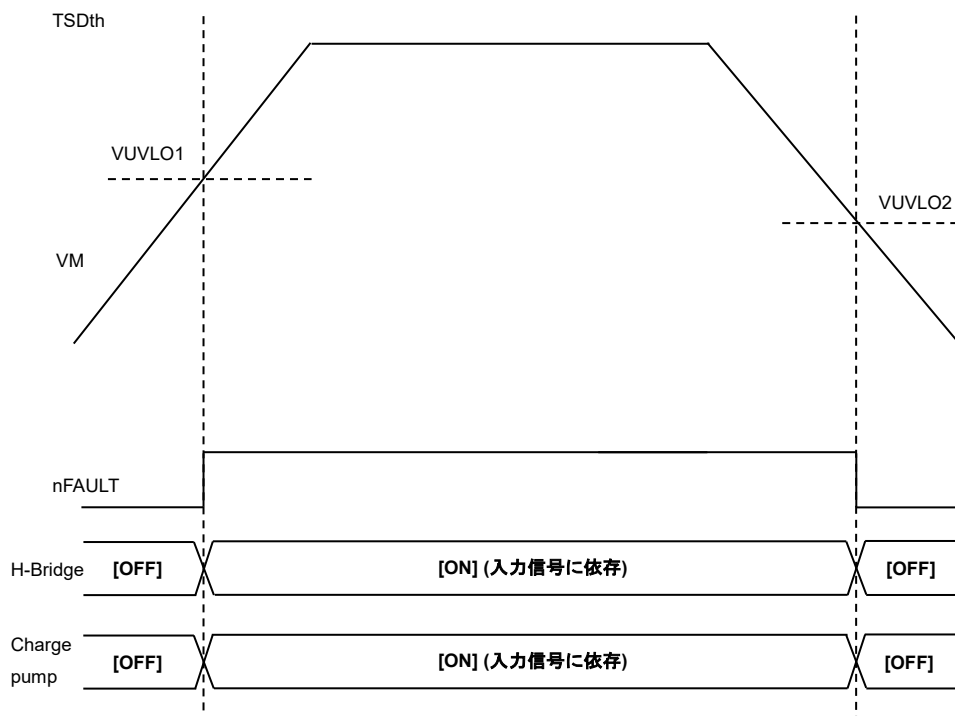 TSDth
VUVLO1
VUVLO2
VM
nFAULT
H-Bridge [OFF] [ON] (入力信号に依存) [OFF]
Charge
pump [OFF] [ON] (入力信号に依存) [OFF]